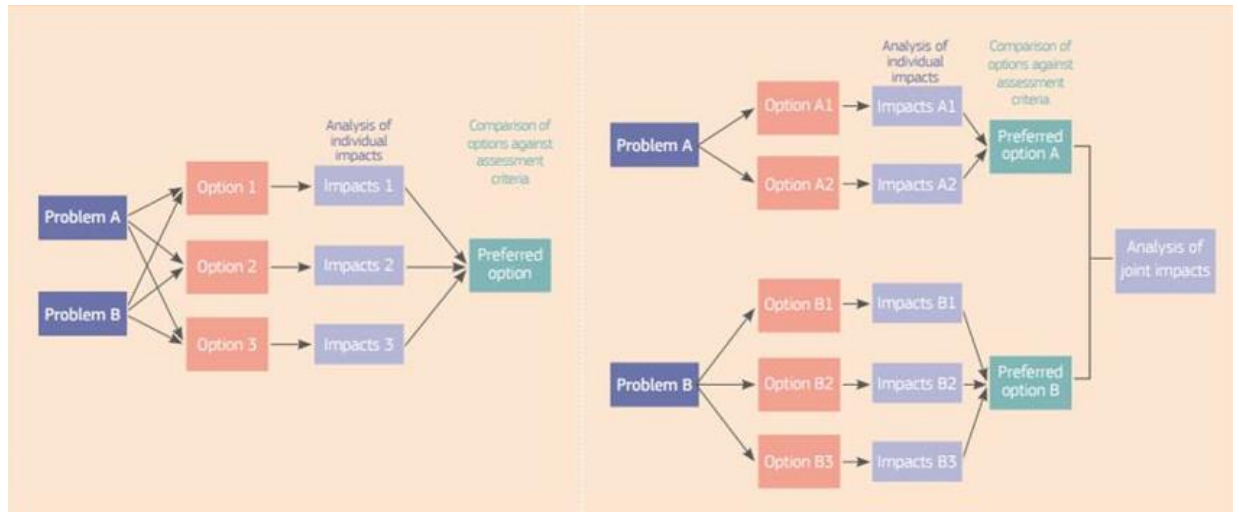 Analysis of
individual
impacts
Comparison of
options against
assessment
criteria
Problem A
Problem B
Option 1
Impacts 1
Option 2
Impacts 2
Option 3
Impacts 3
Preferred
option
Analysis of
individual
impacts
Comparison of
options against
assessment
criteria
Problem A
Option A1
Impacts A1
Option A2
Impacts A2
Preferred
option A
Problem B
Option B1
Impacts B1
Option B2
Impacts B2
Option B3
Impacts B3
Preferred
option B
Analysis of
joint impacts